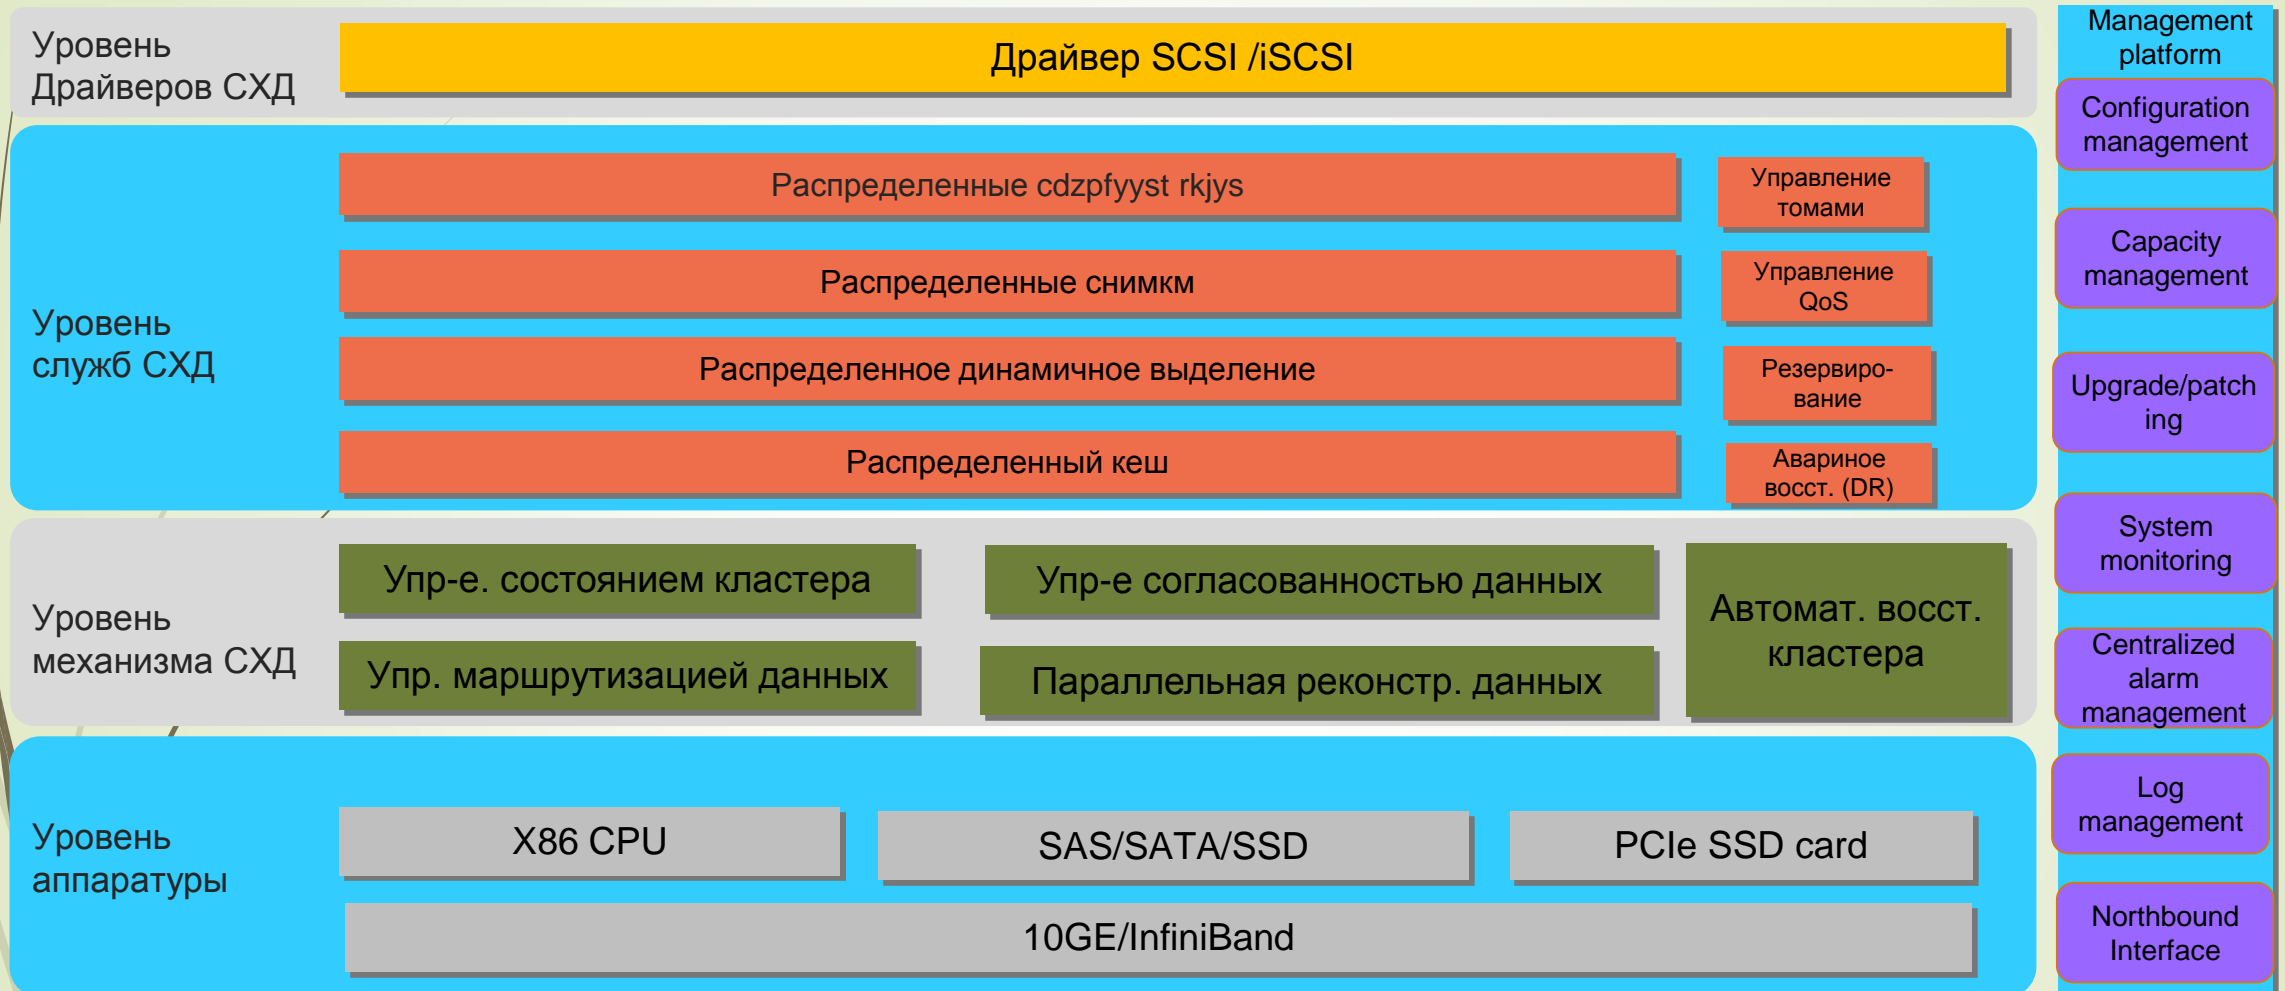 Уровень
Драйверов СХД
Драйвер SCSI /iSCSI
Уровень
служб СХД
Распределенные cdzpfyyst rkjys
Управление
томами
Распределенные снимкм
Управление
QoS
Распределенное динамичное выделение
Резервиро-
вание
Распределенный кеш
Авариное
восст. (DR)
Уровень
механизма СХД
Упр-е. состоянием кластера
Упр-е согласованностью данных
Автомат. восст.
кластера
Упр. маршрутизацией данных
Параллельная реконстр. данных
Уровень
аппаратуры
X86 CPU
SAS/SATA/SSD
PCIe SSD card
10GE/InfiniBand
Management
platform
Configuration
management
Capacity
management
Upgrade/patch
ing
System
monitoring
Centralized
alarm
management
Log
management
Northbound
Interface